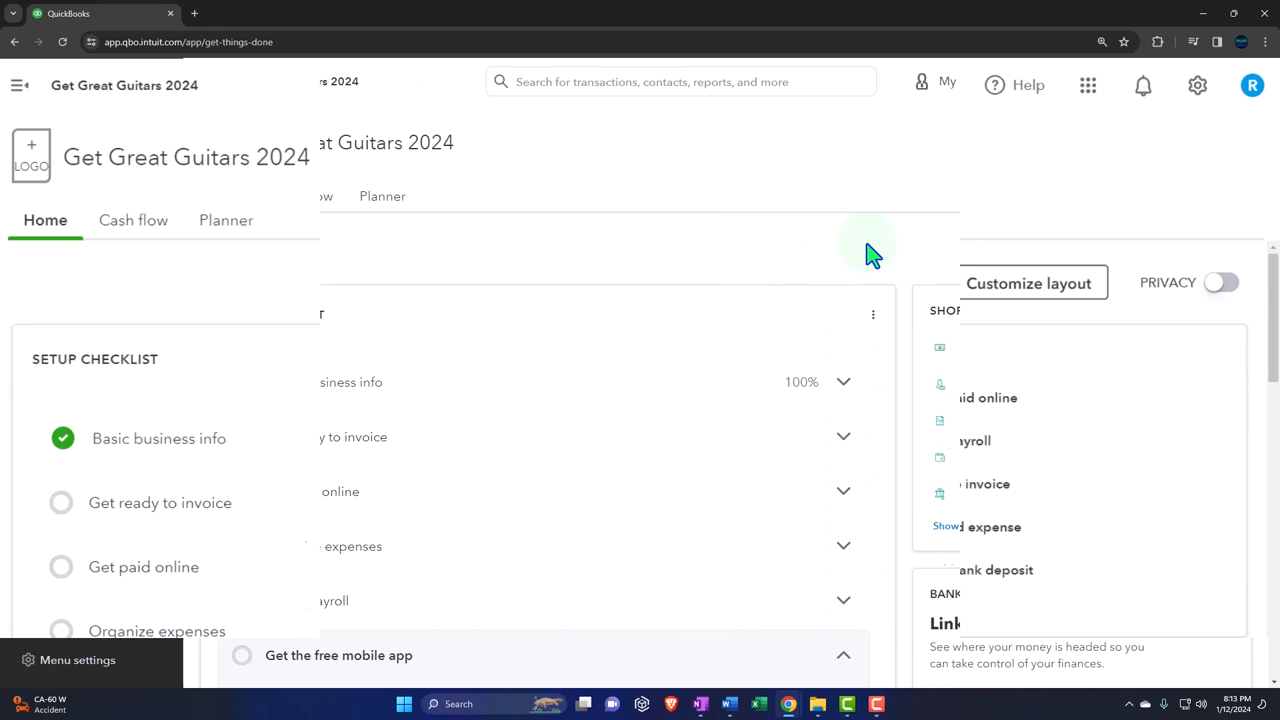 QuickBooks
app.qbo.intuit.com/app/get-things-done
Get Great Guitars 2024
rs 2024
Search for transactions, contacts, reports, and more
My
Help
R
+
LOGO
Get Great Guitars 2024
at Guitars 2024
Home
Cash flow
Planner
ow
Planner
Customize layout
PRIVACY
SETUP CHECKLIST
T
SHOR
Basic business info
siness info
100%
id online
Get ready to invoice
y to invoice
ayroll
Get paid online
online
invoice
Organize expenses
expenses
Show
d expense
ayroll
ank deposit
BANK
Link
See where your money is headed so you
can take control of your finances.
Menu settings
Get the free mobile app
CA-60 W
Accident
Search
8:13 PM
1/12/2024